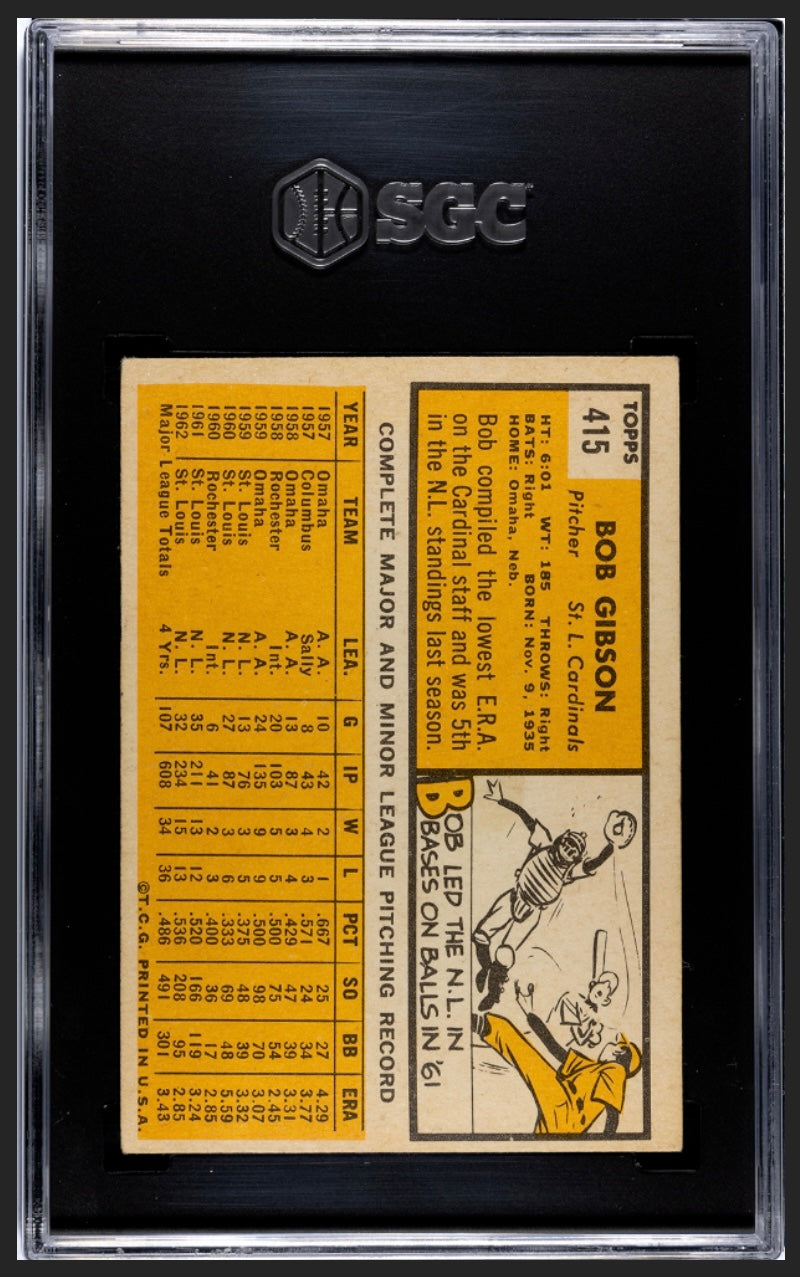 SGC
TOPPS
415
BOB GIBSON
Pitcher St. L. Cardinals
HT: 6:01 WT: 185 THROWS: Right
BATS: Right BORN: Nov. 9, 1935
HOME: Omaha, Neb.
Bob compiled the lowest E.R.A.
on the Cardinal staff and was 5th
in the N.L. standings last season.
BOB LED THE N.L. IN
BASES ON BALLS IN '61
COMPLETE MAJOR AND MINOR LEAGUE PITCHING RECORD
YEAR TEAM LEA. G IP W L PCT SO BB ERA
1957 Omaha A. A. 10 42 2 1 .667 25 27 4.29
1957 Columbus Sally 8 43 4 3 .571 24 34 3.77
1958 Omaha A. A. 13 87 3 4 .429 47 39 3.31
1958 Rochester Int. 20 103 5 5 .500 75 54 2.45
1959 Omaha A. A. 24 135 9 9 .500 98 70 3.07
1959 St. Louis N. L. 13 76 3 5 .375 48 39 3.32
1960 St. Louis N. L. 27 87 3 6 .333 69 48 5.59
1960 Rochester Int. 6 41 2 3 .400 36 17 2.85
1961 St. Louis N. L. 35 211 13 12 .520 166 119 3.24
1962 St. Louis N. L. 32 234 15 13 .536 208 95 2.85
Major League Totals 4 Yrs. 107 608 34 36 .486 491 301 3.43
©T.C.G. PRINTED IN U.S.A.